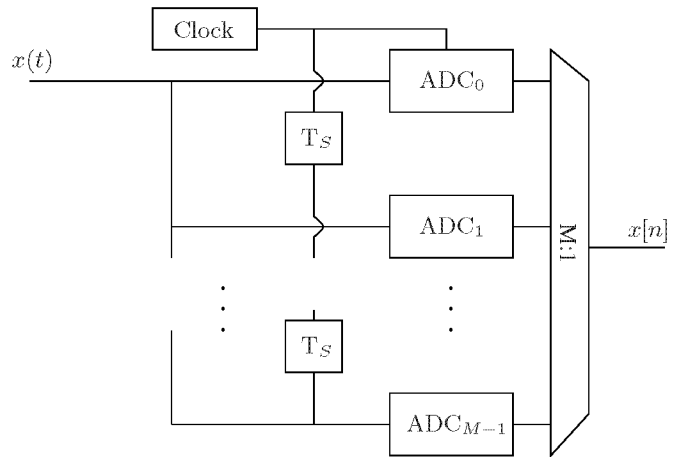 Clock
x(t)
ADC₀
T_S
ADC₁
M:1
x[n]
T_S
ADC_{M−1}